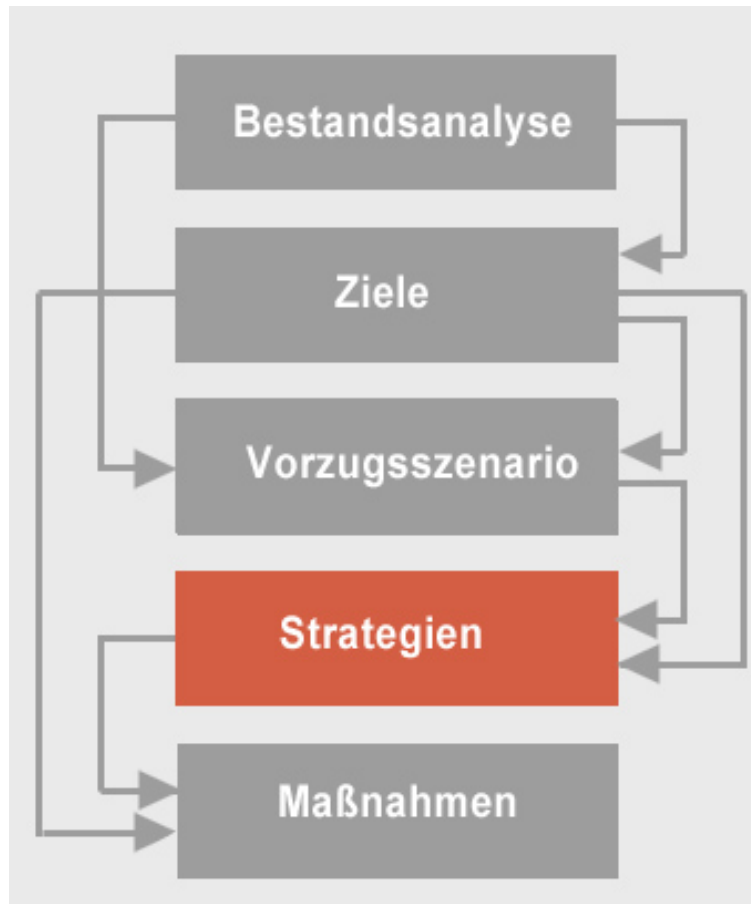 Bestandsanalyse
Ziele
Vorzugsszenario
Strategien
Maßnahmen